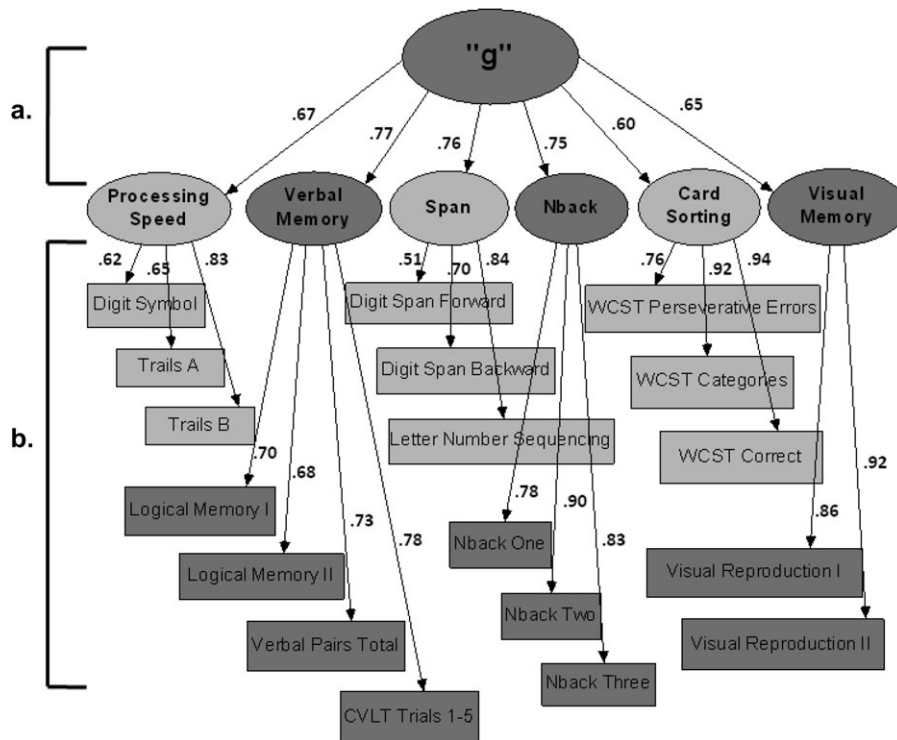 "g"
a.
.67
.77
.76
.75
.60
.65
Processing
Speed
Verbal
Memory
Span
Nback
Card
Sorting
Visual
Memory
b.
.62
.65
.83
.51
.70
.84
.76
.92
.94
Digit Symbol
Digit Span Forward
WCST Perseverative Errors
Trails A
Digit Span Backward
WCST Categories
Trails B
Letter Number Sequencing
WCST Correct
.70
.68
.73
.78
.78
.90
.83
.86
.92
Logical Memory I
Nback One
Visual Reproduction I
Logical Memory II
Nback Two
Verbal Pairs Total
Visual Reproduction II
Nback Three
CVLT Trials 1-5